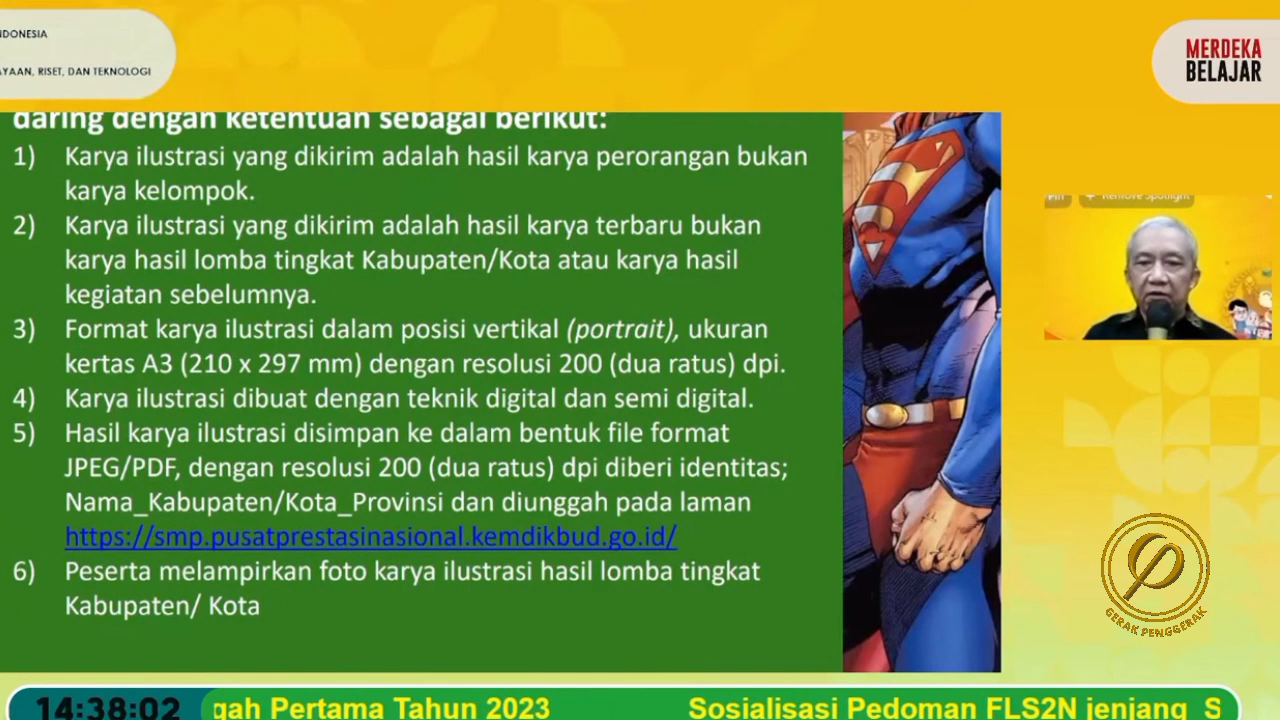 NDONESIA
AYAAN, RISET, DAN TEKNOLOGI
MERDEKA
BELAJAR
daring dengan ketentuan sebagai berikut:
1) Karya ilustrasi yang dikirim adalah hasil karya perorangan bukan
karya kelompok.
2) Karya ilustrasi yang dikirim adalah hasil karya terbaru bukan
karya hasil lomba tingkat Kabupaten/Kota atau karya hasil
kegiatan sebelumnya.
3) Format karya ilustrasi dalam posisi vertikal (portrait), ukuran
kertas A3 (210 x 297 mm) dengan resolusi 200 (dua ratus) dpi.
4) Karya ilustrasi dibuat dengan teknik digital dan semi digital.
5) Hasil karya ilustrasi disimpan ke dalam bentuk file format
JPEG/PDF, dengan resolusi 200 (dua ratus) dpi diberi identitas;
Nama_Kabupaten/Kota_Provinsi dan diunggah pada laman
https://smp.pusatprestasinasional.kemdikbud.go.id/
6) Peserta melampirkan foto karya ilustrasi hasil lomba tingkat
Kabupaten/ Kota
Pin Remove Spotlight
GERAK PENGGERAK
14:38:02 gah Pertama Tahun 2023 Sosialisasi Pedoman FLS2N jenjang S